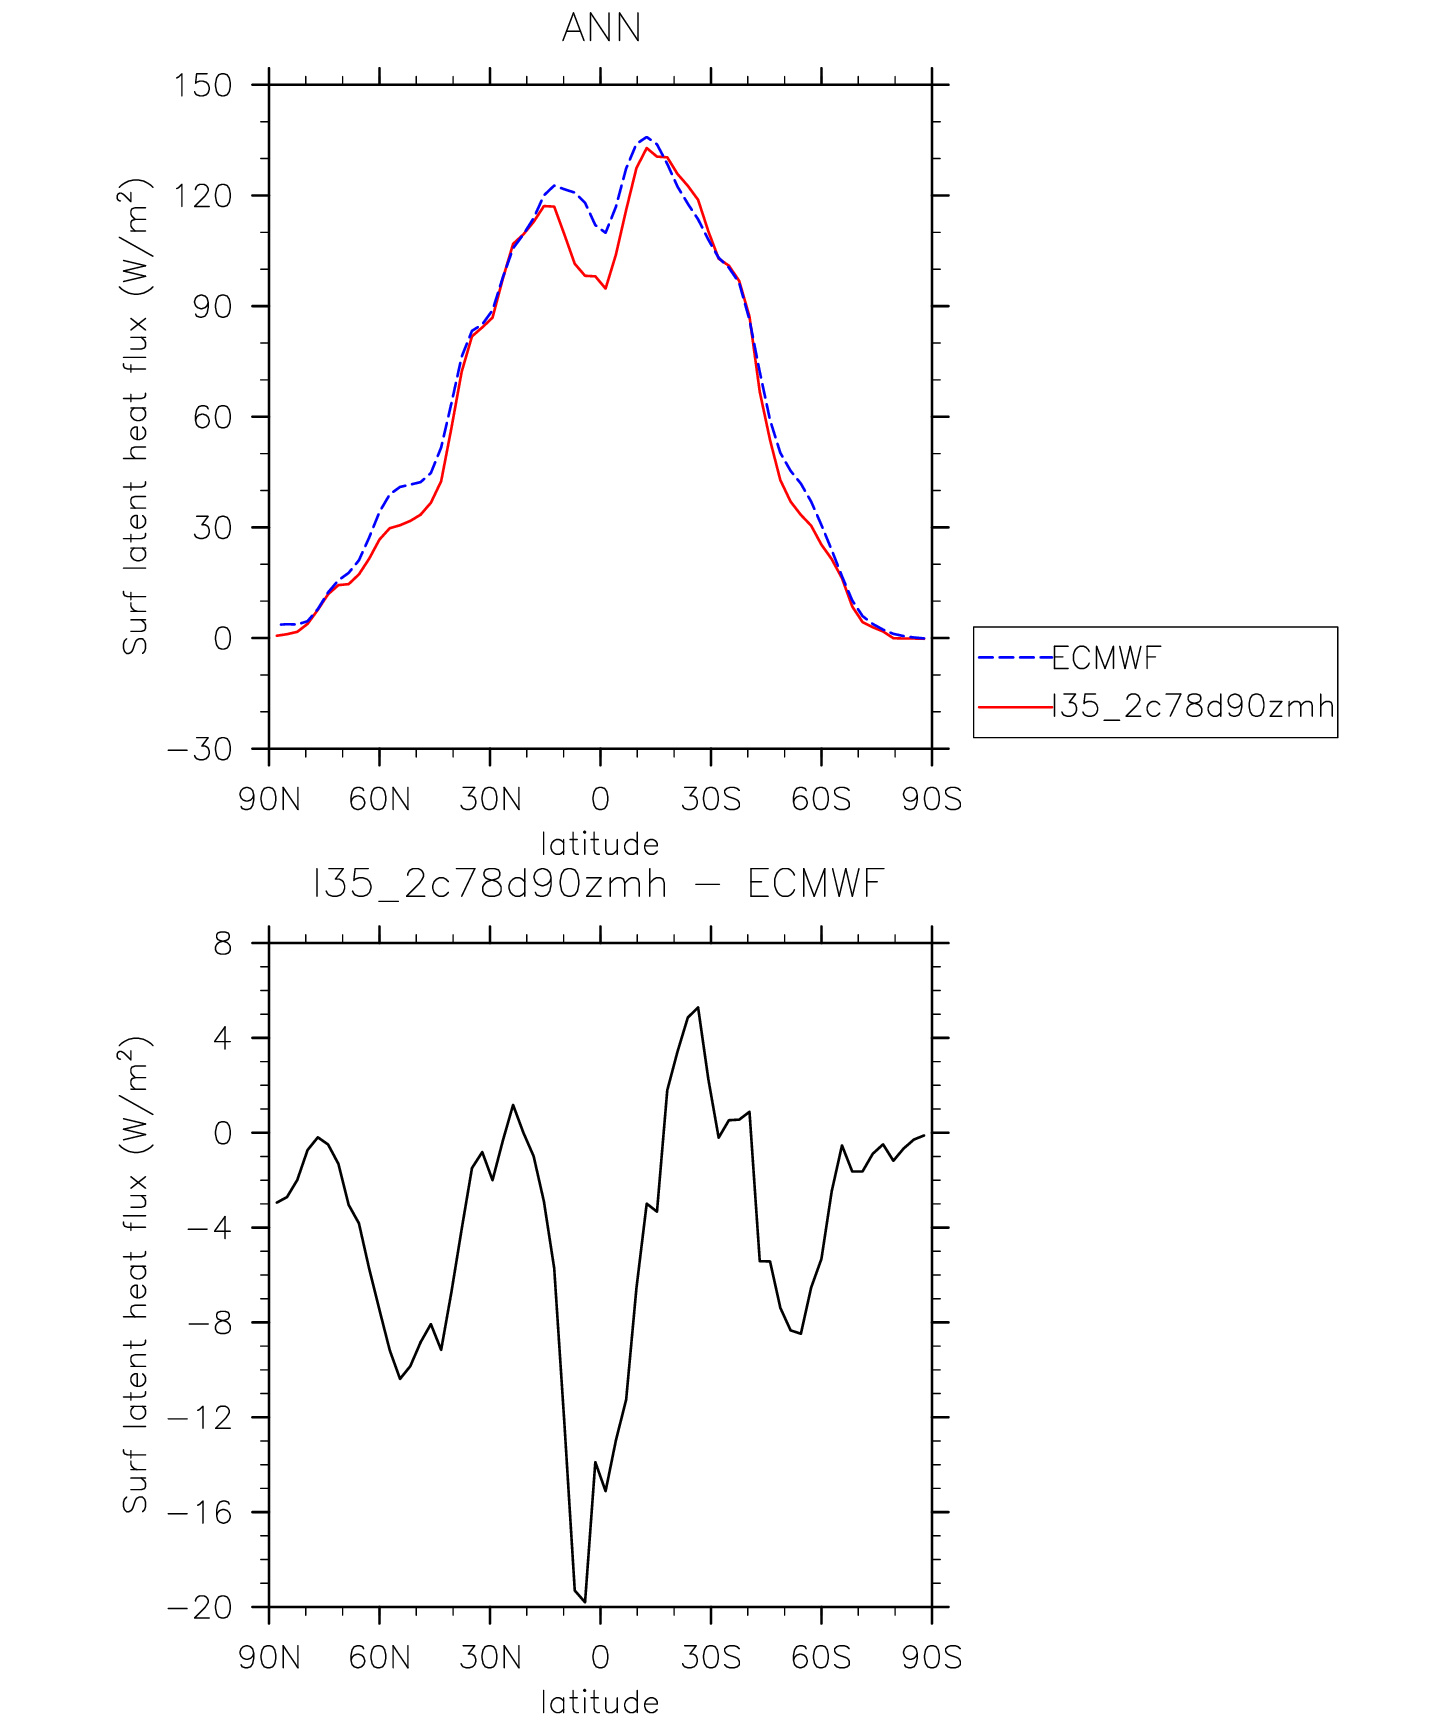 ANN
150
120
90
60
30
0
−30
Surf latent heat flux (W/m²)
90N 60N 30N 0 30S 60S 90S
latitude
ECMWF
I35_2c78d90zmh
I35_2c78d90zmh − ECMWF
8
4
0
−4
−8
−12
−16
−20
Surf latent heat flux (W/m²)
90N 60N 30N 0 30S 60S 90S
latitude